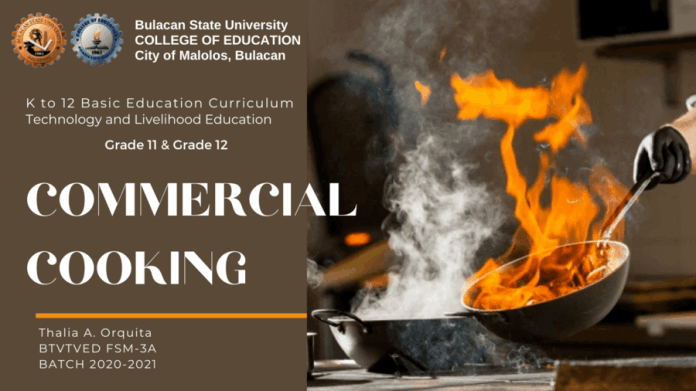 Bulacan State University
COLLEGE OF EDUCATION
City of Malolos, Bulacan
K to 12 Basic Education Curriculum
Technology and Livelihood Education
Grade 11 & Grade 12
COMMERCIAL
COOKING
Thalia A. Orquita
BTVTVED FSM-3A
BATCH 2020-2021